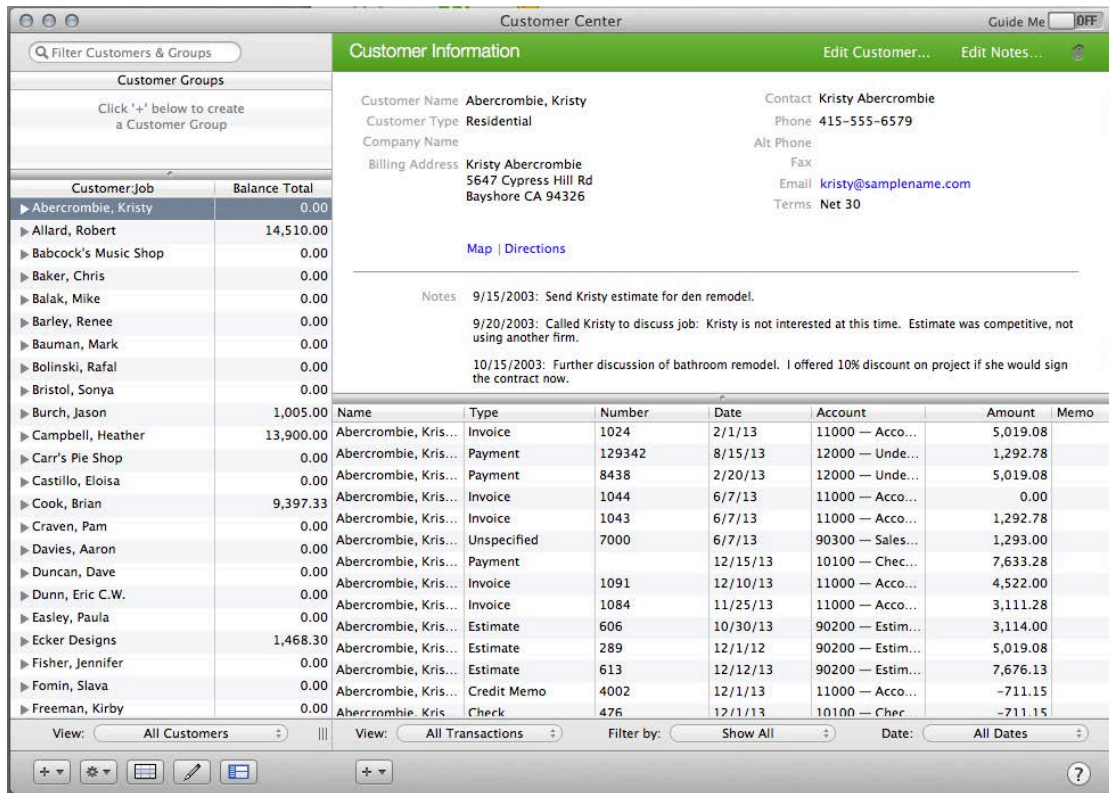 Customer Center
Guide Me OFF
Filter Customers & Groups
Customer Groups
Click '+' below to create
a Customer Group
Customer:Job Balance Total
Abercrombie, Kristy 0.00
Allard, Robert 14,510.00
Babcock's Music Shop 0.00
Baker, Chris 0.00
Balak, Mike 0.00
Barley, Renee 0.00
Bauman, Mark 0.00
Bolinski, Rafal 0.00
Bristol, Sonya 0.00
Burch, Jason 1,005.00
Campbell, Heather 13,900.00
Carr's Pie Shop 0.00
Castillo, Eloisa 0.00
Cook, Brian 9,397.33
Craven, Pam 0.00
Davies, Aaron 0.00
Duncan, Dave 0.00
Dunn, Eric C.W. 0.00
Easley, Paula 0.00
Ecker Designs 1,468.30
Fisher, Jennifer 0.00
Fomin, Slava 0.00
Freeman, Kirby 0.00
View: All Customers
Customer Information Edit Customer... Edit Notes...
Customer Name Abercrombie, Kristy
Customer Type Residential
Company Name
Billing Address Kristy Abercrombie
5647 Cypress Hill Rd
Bayshore CA 94326
Map | Directions
Contact Kristy Abercrombie
Phone 415-555-6579
Alt Phone
Fax
Email kristy@samplename.com
Terms Net 30
Notes 9/15/2003: Send Kristy estimate for den remodel.
9/20/2003: Called Kristy to discuss job: Kristy is not interested at this time. Estimate was competitive, not
using another firm.
10/15/2003: Further discussion of bathroom remodel. I offered 10% discount on project if she would sign
the contract now.
Name Type Number Date Account Amount Memo
Abercrombie, Kris... Invoice 1024 2/1/13 11000 — Acco... 5,019.08
Abercrombie, Kris... Payment 129342 8/15/13 12000 — Unde... 1,292.78
Abercrombie, Kris... Payment 8438 2/20/13 12000 — Unde... 5,019.08
Abercrombie, Kris... Invoice 1044 6/7/13 11000 — Acco... 0.00
Abercrombie, Kris... Invoice 1043 6/7/13 11000 — Acco... 1,292.78
Abercrombie, Kris... Unspecified 7000 6/7/13 90300 — Sales... 1,293.00
Abercrombie, Kris... Payment 12/15/13 10100 — Chec... 7,633.28
Abercrombie, Kris... Invoice 1091 12/10/13 11000 — Acco... 4,522.00
Abercrombie, Kris... Invoice 1084 11/25/13 11000 — Acco... 3,111.28
Abercrombie, Kris... Estimate 606 10/30/13 90200 — Estim... 3,114.00
Abercrombie, Kris... Estimate 289 12/1/12 90200 — Estim... 5,019.08
Abercrombie, Kris... Estimate 613 12/12/13 90200 — Estim... 7,676.13
Abercrombie, Kris... Credit Memo 4002 12/1/13 11000 — Acco... -711.15
Abercrombie, Kris... Check 476 12/1/13 10100 — Chec... -711.15
View: All Transactions Filter by: Show All Date: All Dates